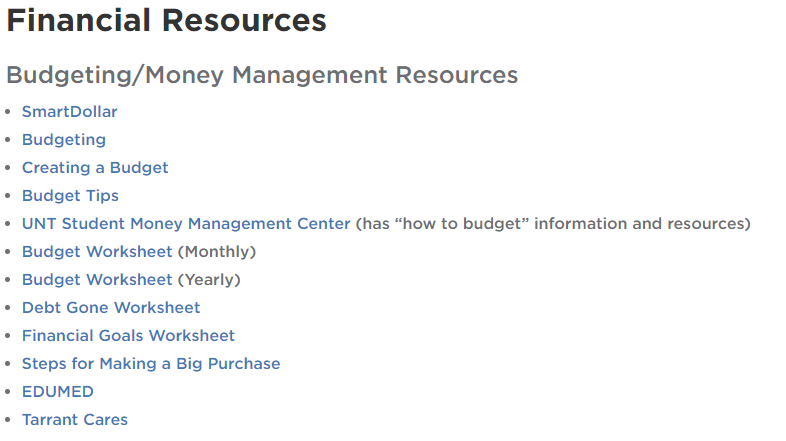 Financial Resources
Budgeting/Money Management Resources
• SmartDollar
• Budgeting
• Creating a Budget
• Budget Tips
• UNT Student Money Management Center (has “how to budget” information and resources)
• Budget Worksheet (Monthly)
• Budget Worksheet (Yearly)
• Debt Gone Worksheet
• Financial Goals Worksheet
• Steps for Making a Big Purchase
• EDUMED
• Tarrant Cares